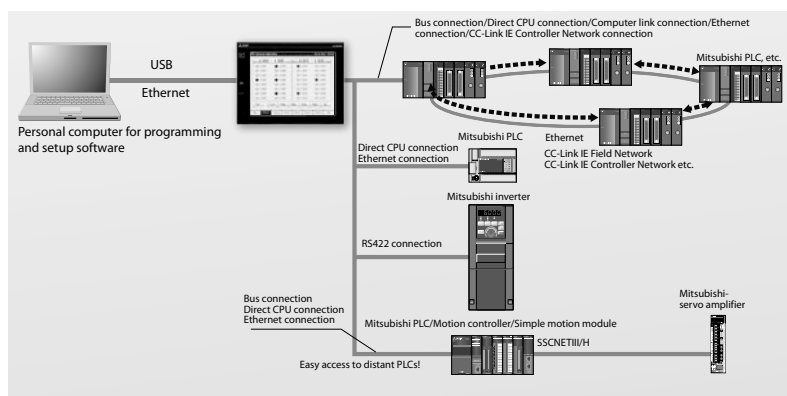 Bus connection/Direct CPU connection/Computer link connection/Ethernet
connection/CC-Link IE Controller Network connection
USB
Ethernet
Mitsubishi PLC, etc.
Personal computer for programming
and setup software
Ethernet
CC-Link IE Field Network
CC-Link IE Controller Network etc.
Mitsubishi PLC
Direct CPU connection
Ethernet connection
Mitsubishi inverter
RS422 connection
Bus connection
Direct CPU connection
Ethernet connection
Mitsubishi PLC/Motion controller/Simple motion module
SSCNETIII/H
Mitsubishi-
servo amplifier
Easy access to distant PLCs!